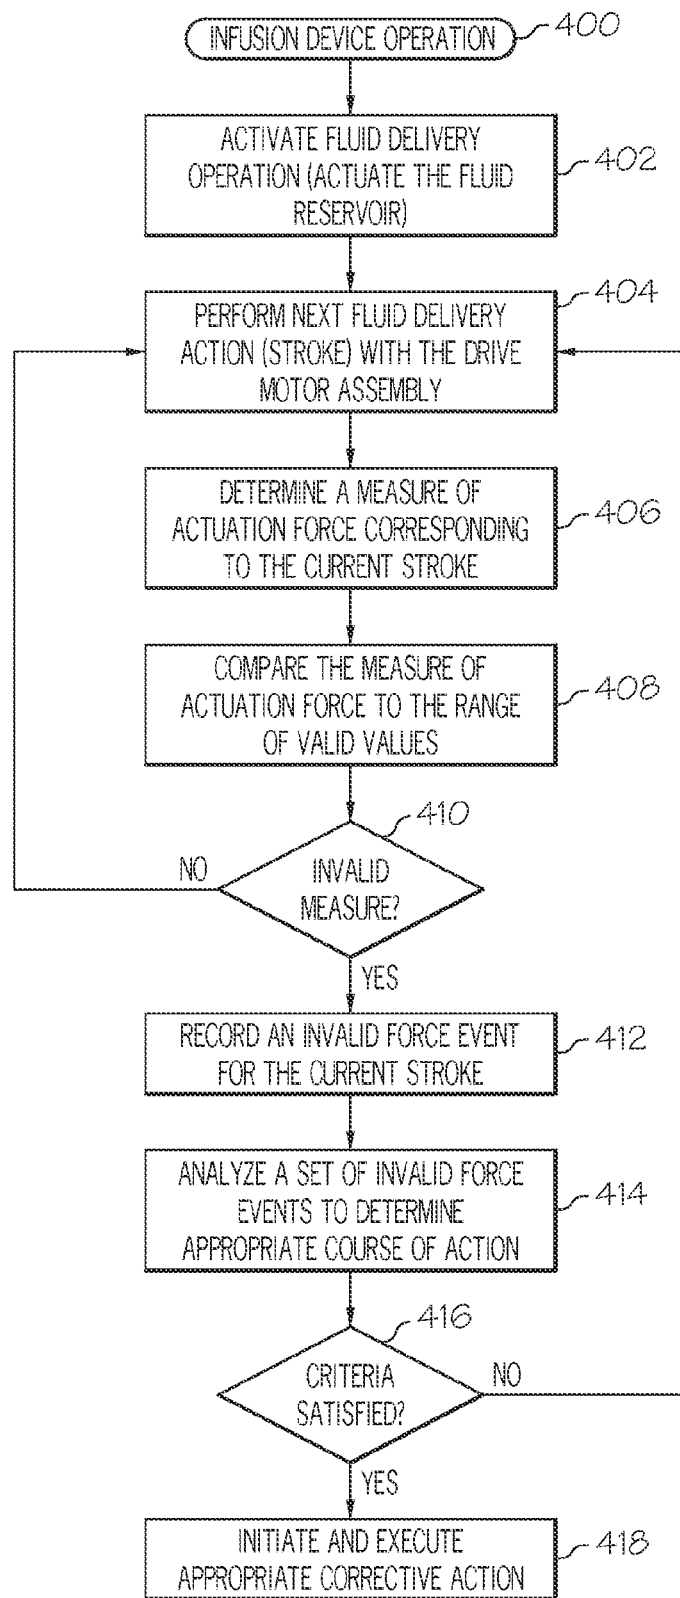 INFUSION DEVICE OPERATION
400
ACTIVATE FLUID DELIVERY
OPERATION (ACTUATE THE FLUID
RESERVOIR)
402
404
PERFORM NEXT FLUID DELIVERY
ACTION (STROKE) WITH THE DRIVE
MOTOR ASSEMBLY
DETERMINE A MEASURE OF
ACTUATION FORCE CORRESPONDING
TO THE CURRENT STROKE
406
COMPARE THE MEASURE OF
ACTUATION FORCE TO THE RANGE
OF VALID VALUES
408
410
NO
INVALID
MEASURE?
YES
RECORD AN INVALID FORCE EVENT
FOR THE CURRENT STROKE
412
ANALYZE A SET OF INVALID FORCE
EVENTS TO DETERMINE
APPROPRIATE COURSE OF ACTION
414
416
CRITERIA
SATISFIED?
NO
YES
INITIATE AND EXECUTE
APPROPRIATE CORRECTIVE ACTION
418